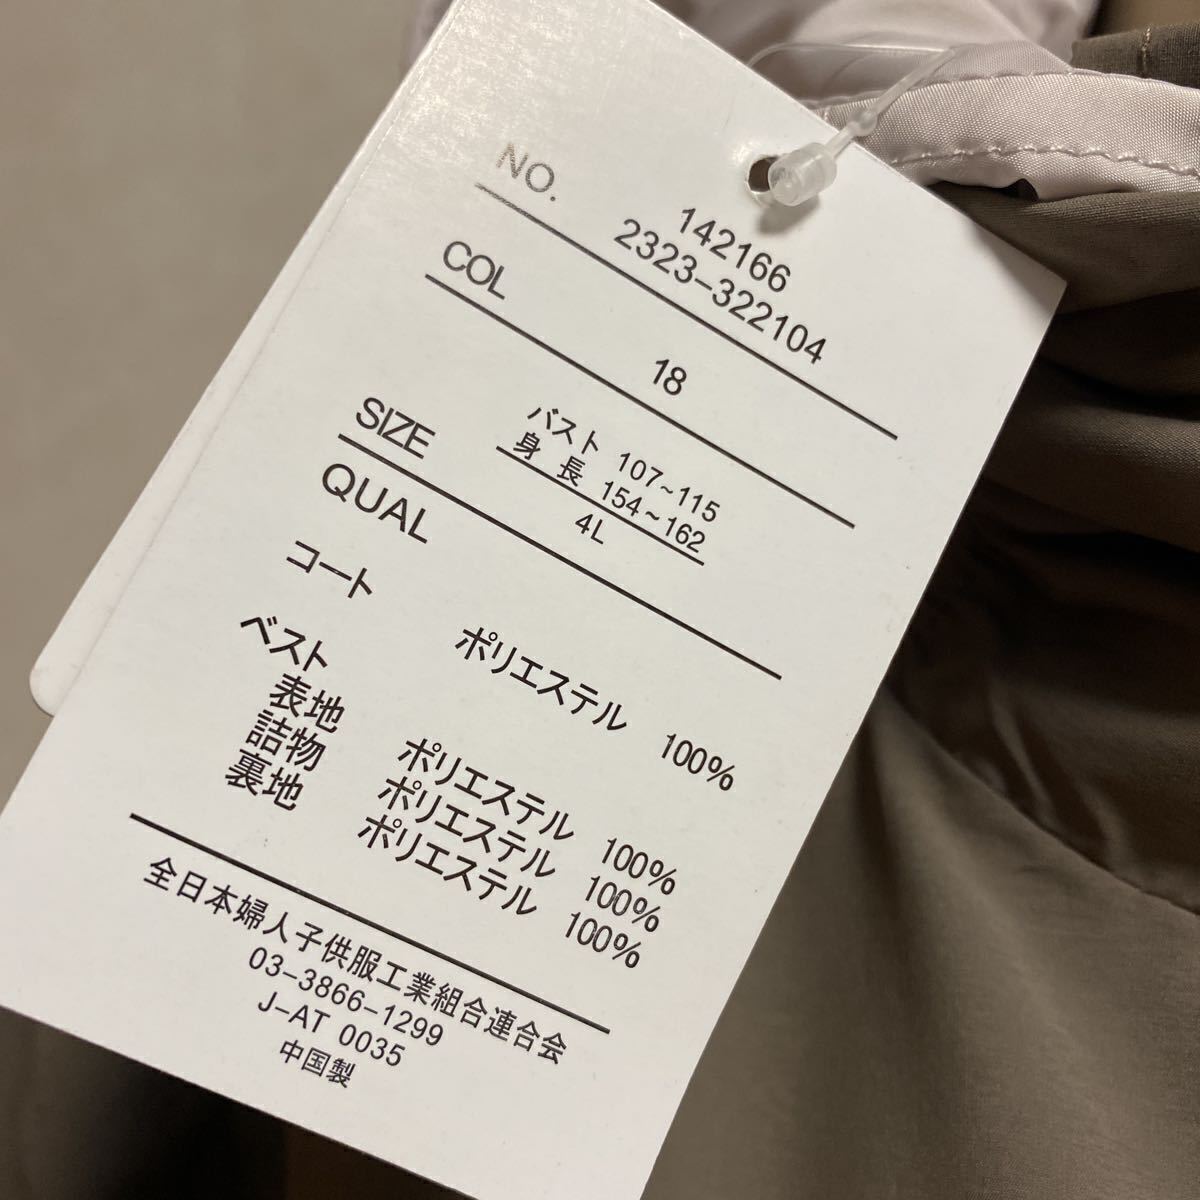 NO.
142166
2323-322104
COL
18
SIZE
バスト 107~115
身 長 154~162
4L
QUAL
コート
ポリエステル 100%
ベスト
表地 ポリエステル 100%
詰物 ポリエステル 100%
裏地 ポリエステル 100%
全日本婦人子供服工業組合連合会
03-3866-1299
J-AT 0035
中国製